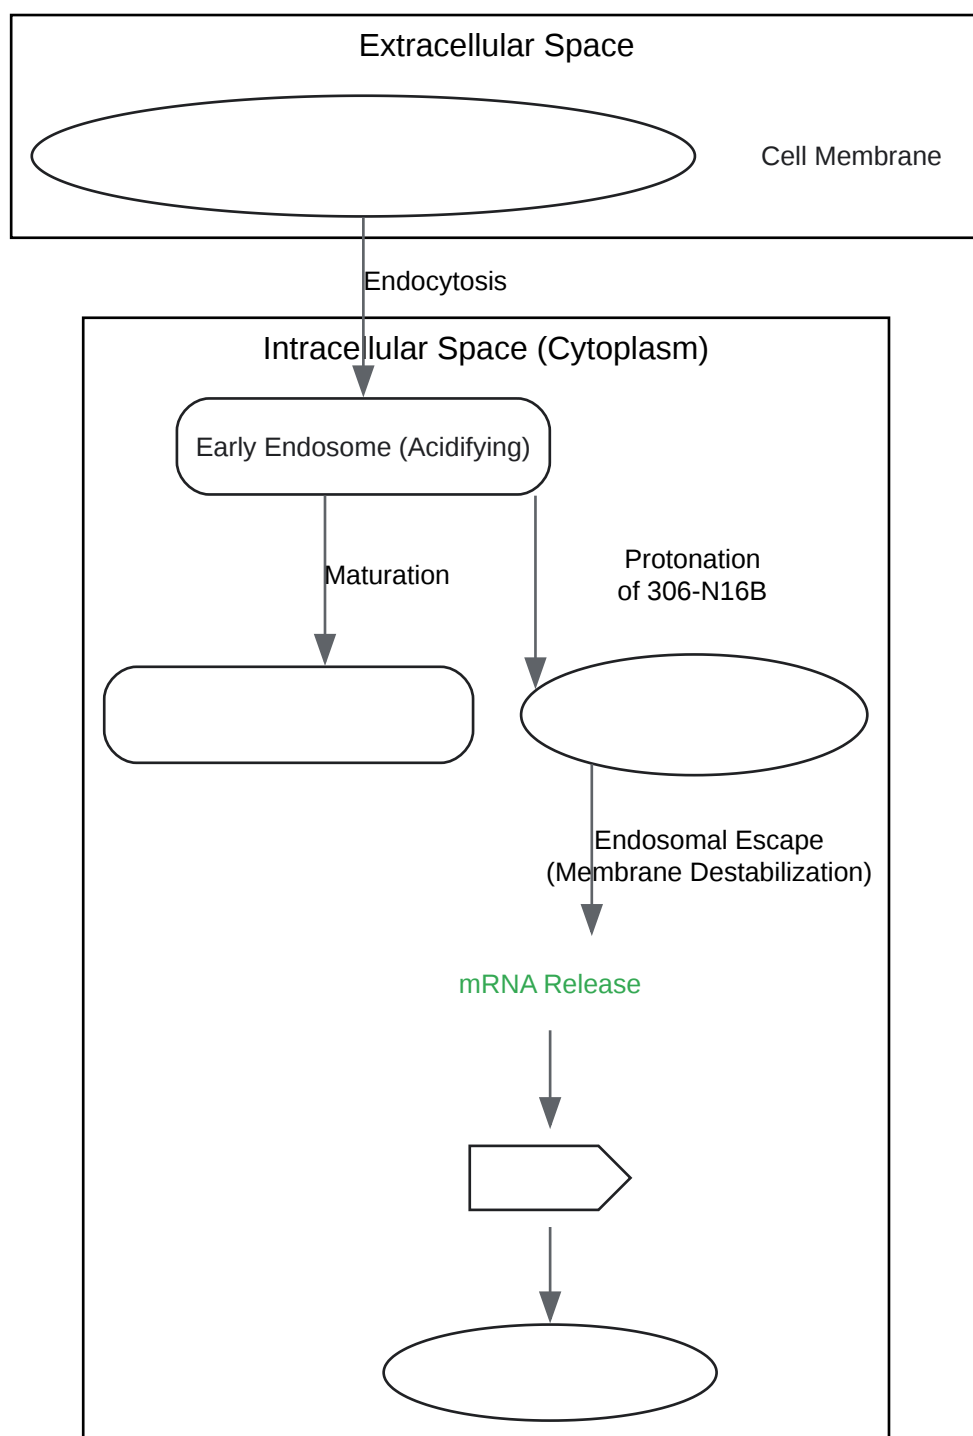 Extracellular Space
Cell Membrane
Endocytosis
Intracellular Space (Cytoplasm)
Early Endosome (Acidifying)
Maturation
Protonation
of 306-N16B
Endosomal Escape
(Membrane Destabilization)
mRNA Release